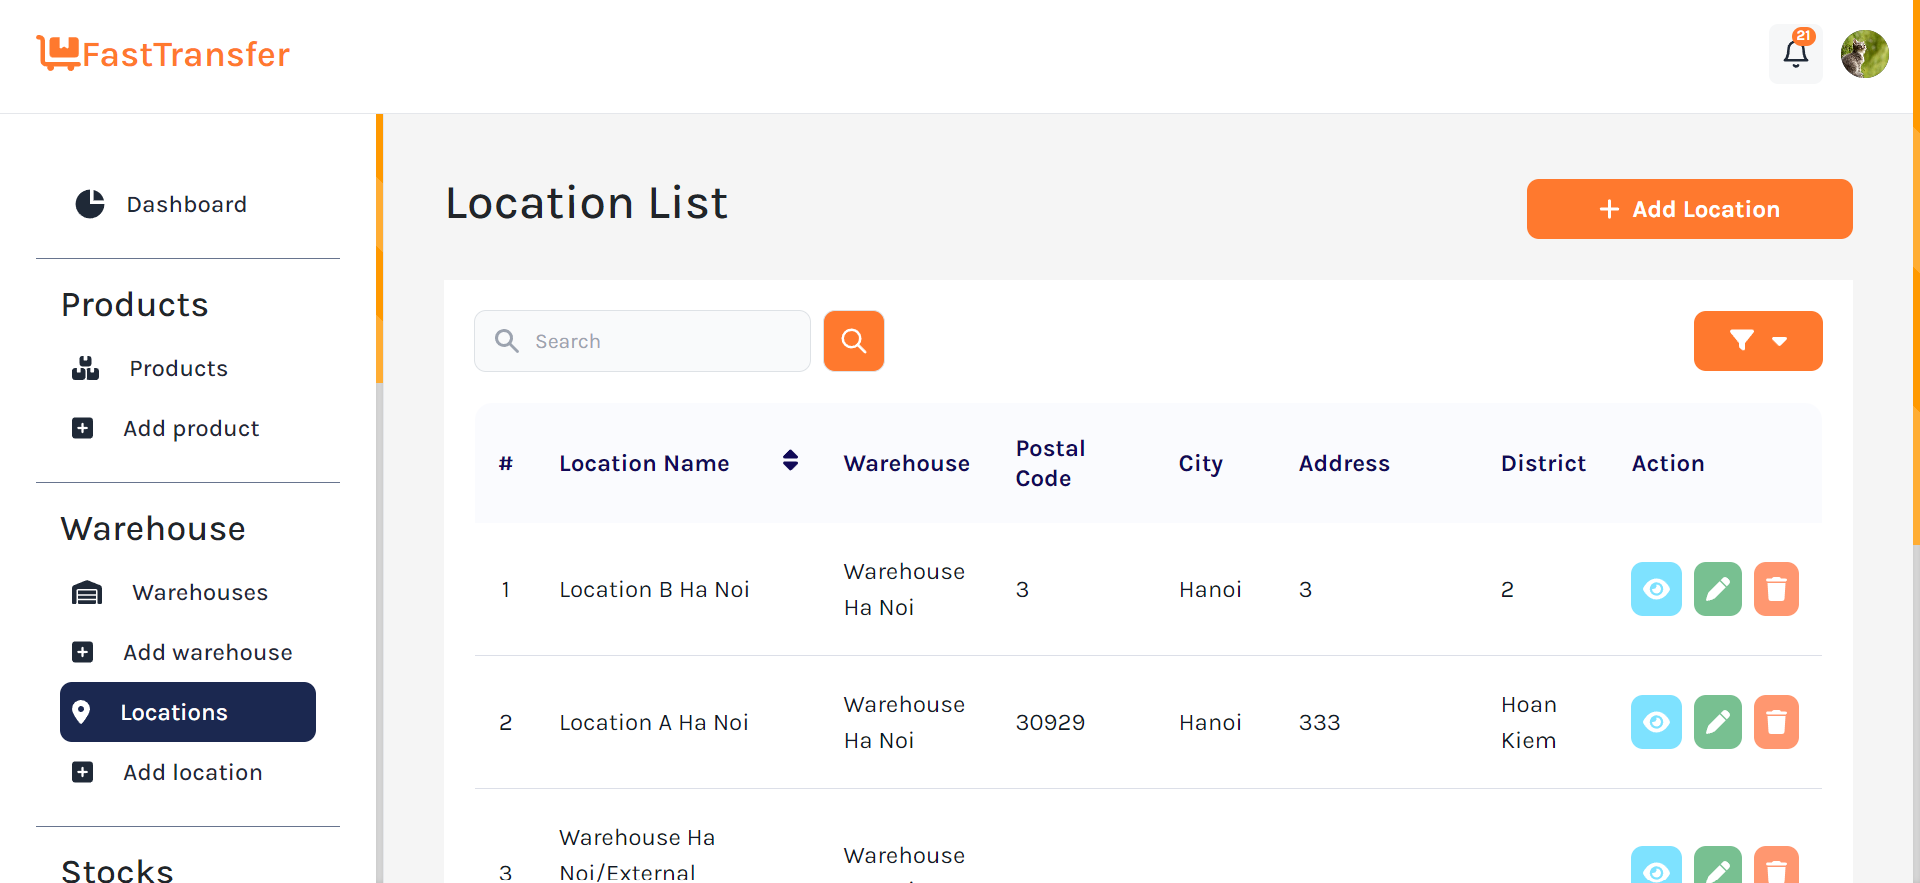 FastTransfer
21
Dashboard
Products
Products
Add product
Warehouse
Warehouses
Add warehouse
Locations
Add location
Stocks
Location List
+ Add Location
Search
# Location Name Warehouse Postal Code City Address District Action
1 Location B Ha Noi Warehouse Ha Noi 3 Hanoi 3 2
2 Location A Ha Noi Warehouse Ha Noi 30929 Hanoi 333 Hoan Kiem
3 Warehouse Ha Noi/External Warehouse